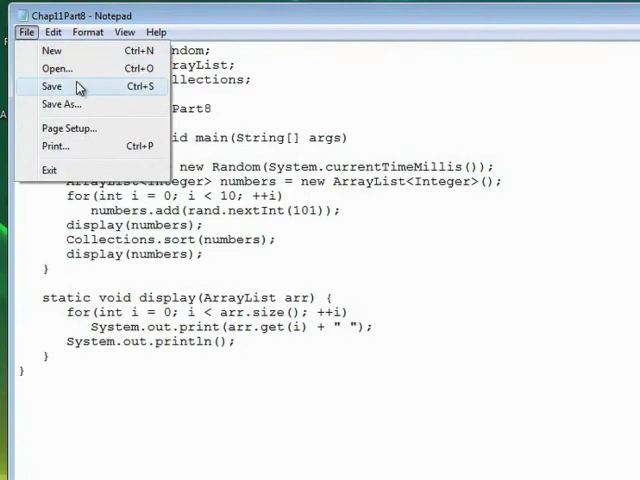 Chap11Part8 - Notepad
File Edit Format View Help
New Ctrl+N
Open... Ctrl+O
Save Ctrl+S
Save As...
Page Setup...
Print... Ctrl+P
Exit
ndom;
rayList;
llections;
Part8
id main(String[] args)
new Random(System.currentTimeMillis());
ArrayList<Integer> numbers = new ArrayList<Integer>();
for(int i = 0; i < 10; ++i)
numbers.add(rand.nextInt(101));
display(numbers);
Collections.sort(numbers);
display(numbers);
}
static void display(ArrayList arr) {
for(int i = 0; i < arr.size(); ++i)
System.out.print(arr.get(i) + " ");
System.out.println();
}
}